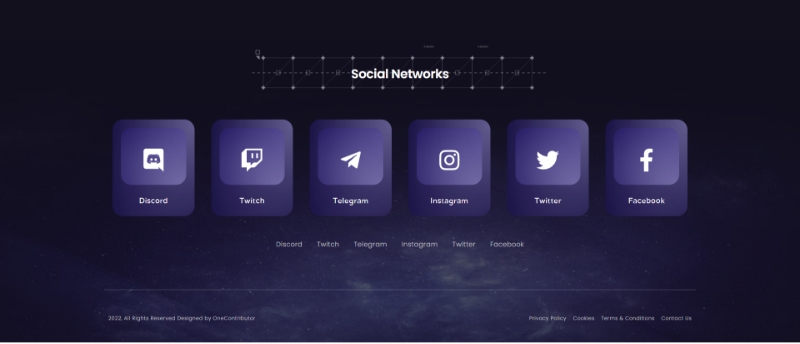 Social Networks
Discord Twitch Telegram Instagram Twitter Facebook
Discord Twitch Telegram Instagram Twitter Facebook
2022, All Rights Reserved Designed by OneContributor Privacy Policy Cookies Terms & Conditions Contact Us